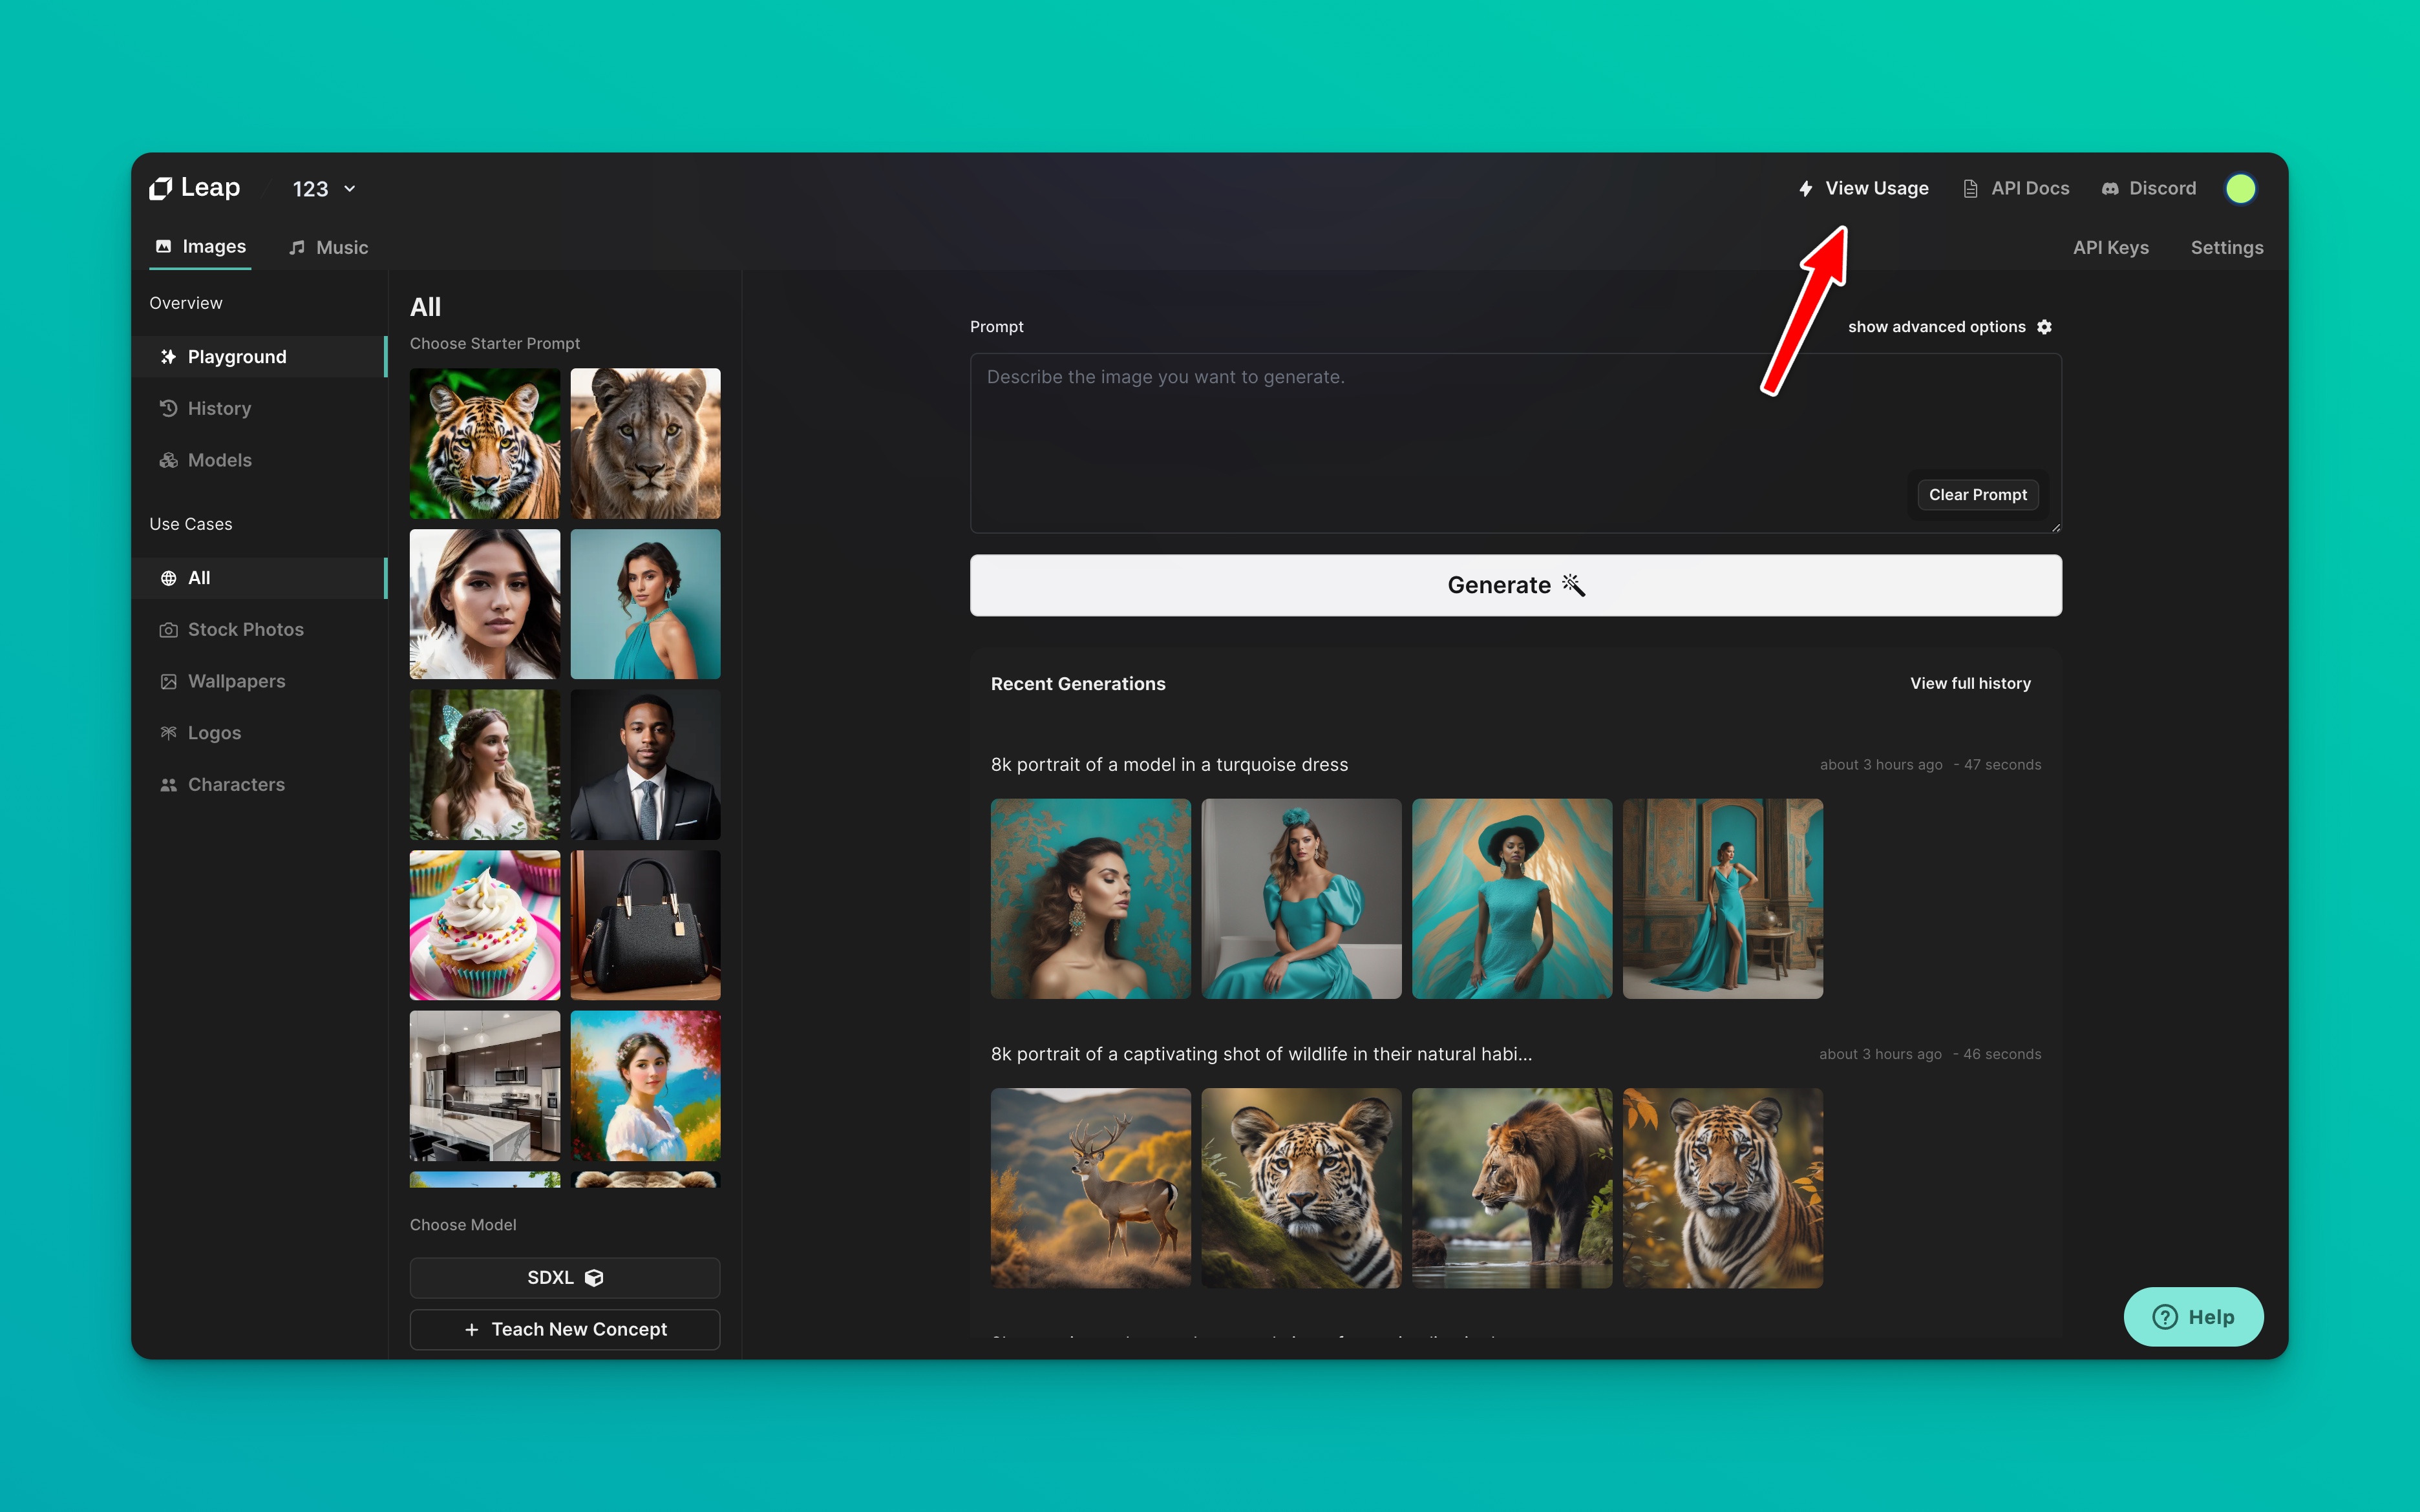 Leap
123
View Usage
API Docs
Discord
Images
Music
API Keys
Settings
Overview
Playground
History
Models
Use Cases
All
Stock Photos
Wallpapers
Logos
Characters
All
Choose Starter Prompt
Choose Model
SDXL
+ Teach New Concept
Prompt
show advanced options
Describe the image you want to generate.
Clear Prompt
Generate
Recent Generations
View full history
8k portrait of a model in a turquoise dress
about 3 hours ago - 47 seconds
8k portrait of a captivating shot of wildlife in their natural habi...
about 3 hours ago - 46 seconds
Help